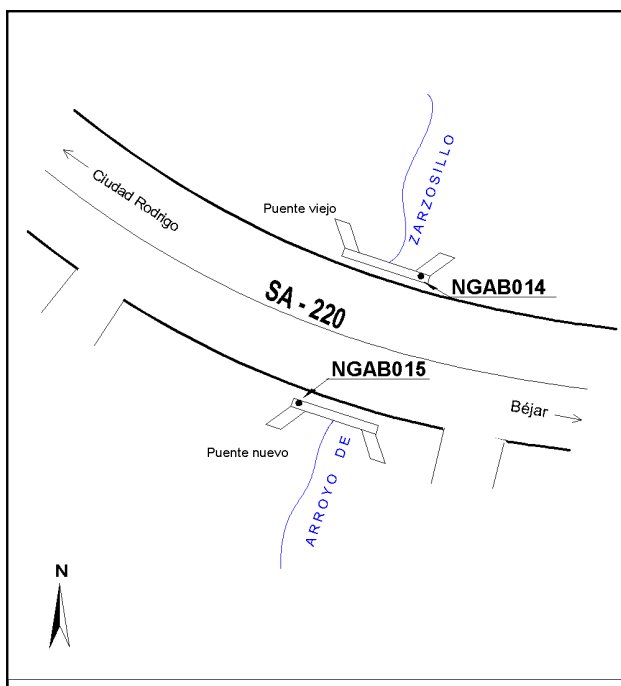 ZARZOSILLO
Ciudad Rodrigo
Puente viejo
NGAB014
SA - 220
NGAB015
Béjar
Puente nuevo
ARROYO DE
N